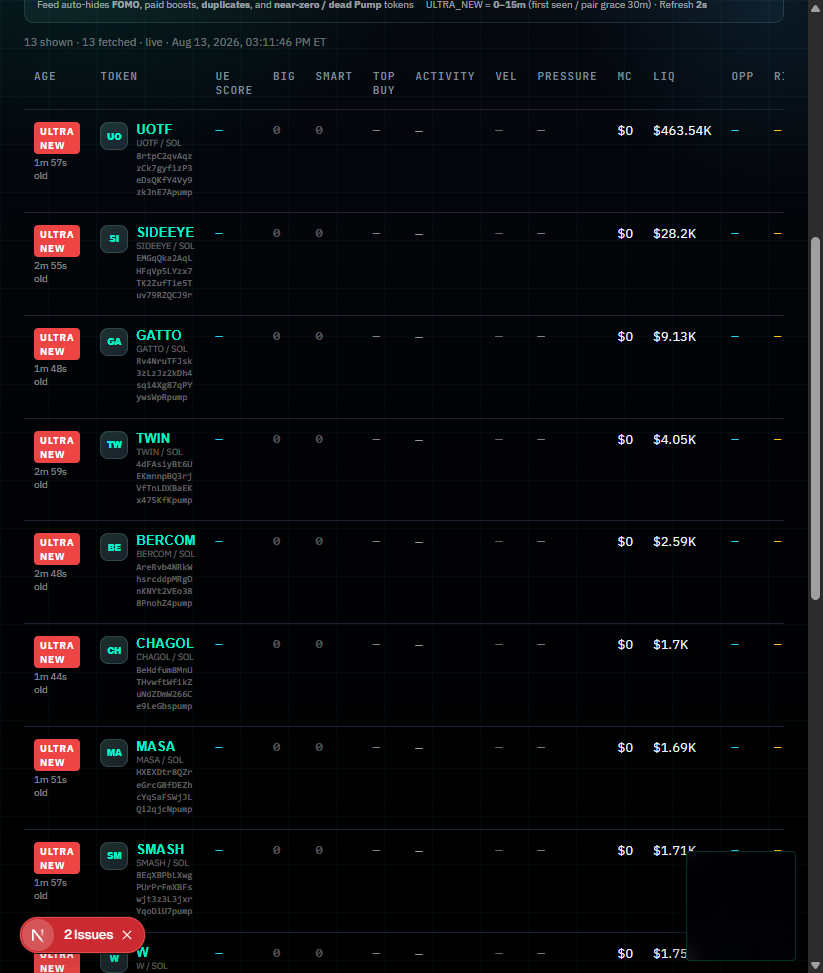 Feed auto-hides FOMO, paid boosts, duplicates, and near-zero / dead Pump tokens ULTRA_NEW = 0–15m (first seen / pair grace 30m) · Refresh 2s
13 shown · 13 fetched · live · Aug 13, 2026, 03:11:46 PM ET
AGE TOKEN UE SCORE BIG SMART TOP BUY ACTIVITY VEL PRESSURE MC LIQ OPP
ULTRA NEW
1m 57s old
UO
UOTF
UOTF / SOL
8rtpC2qvAqz
zCk7gyfizP3
eDsQKfY4Vy9
zkJnE7Apump
– 0 0 – – – – $0 $463.54K – –
ULTRA NEW
2m 55s old
SI
SIDEEYE
SIDEEYE / SOL
EMGqQka2AqL
HFqVp5LYzx7
TK2ZufTie5T
uv79RZQCJ9r
– 0 0 – – – – $0 $28.2K – –
ULTRA NEW
1m 48s old
GA
GATTO
GATTO / SOL
Rv4NruTFJsk
3zLzJz2kDh4
sqi4Xg87qPY
ywsWpRpump
– 0 0 – – – – $0 $9.13K – –
ULTRA NEW
2m 59s old
TW
TWIN
TWIN / SOL
4dFAsiyBt6U
EKmnnpBQ3rj
VfTnLDXBaEK
x475KfKpump
– 0 0 – – – – $0 $4.05K – –
ULTRA NEW
2m 48s old
BE
BERCOM
BERCOM / SOL
AreRvb4NRkW
hsrcddpMRgD
nKNYt2VEo38
8PnohZ4pump
– 0 0 – – – – $0 $2.59K – –
ULTRA NEW
1m 44s old
CH
CHAGOL
CHAGOL / SOL
BeHdfum8MnU
THvwftWfikZ
uNdZDmW266C
e9LeGbspump
– 0 0 – – – – $0 $1.7K – –
ULTRA NEW
1m 51s old
MA
MASA
MASA / SOL
HXEXDtr8QZr
eGrcGBfDEZh
cYqSaFSWjJL
Qi2qjcNpump
– 0 0 – – – – $0 $1.69K – –
ULTRA NEW
1m 57s old
SM
SMASH
SMASH / SOL
8EqXBPbLXwg
PUrPrFmXBFs
wjt3z3L3jxr
YqoDiU7pump
– 0 0 – – – – $0 $1.71K – –
ULTRA NEW
W
W
W / SOL
– 0 0 – – – – $0 $1.75
N 2 Issues ×